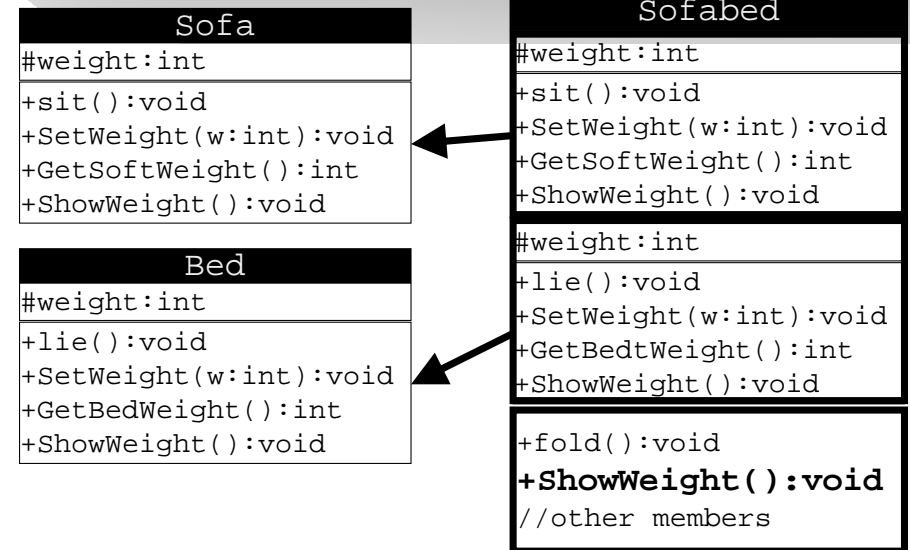 Sofa
#weight:int
+sit():void
+SetWeight(w:int):void
+GetSoftWeight():int
+ShowWeight():void
Bed
#weight:int
+lie():void
+SetWeight(w:int):void
+GetBedWeight():int
+ShowWeight():void
Sofabed
#weight:int
+sit():void
+SetWeight(w:int):void
+GetSoftWeight():int
+ShowWeight():void
#weight:int
+lie():void
+SetWeight(w:int):void
+GetBedtWeight():int
+ShowWeight():void
+fold():void
+ShowWeight():void
//other members